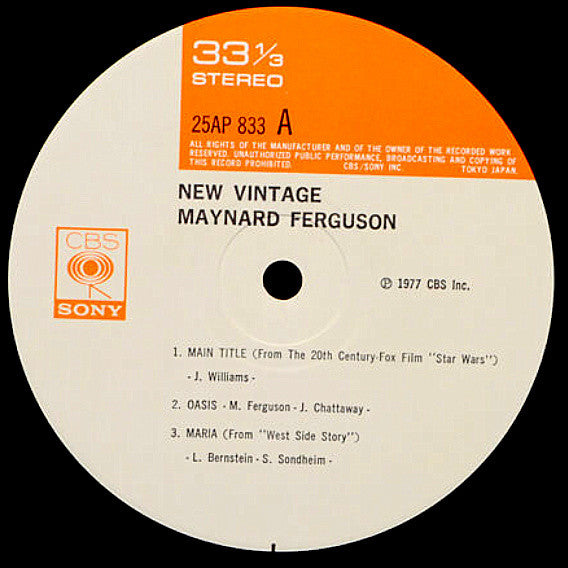 33 1/3
STEREO
25AP 833 A
ALL RIGHTS OF THE MANUFACTURER AND OF THE OWNER OF THE RECORDED WORK
RESERVED. UNAUTHORIZED PUBLIC PERFORMANCE, BROADCASTING AND COPYING OF
THIS RECORD PROHIBITED. CBS/SONY INC. TOKYO JAPAN.
NEW VINTAGE
MAYNARD FERGUSON
CBS
SONY
℗ 1977 CBS Inc.
1. MAIN TITLE (From The 20th Century-Fox Film "Star Wars")
- J. Williams -
2. OASIS - M. Ferguson - J. Chattaway -
3. MARIA (From "West Side Story")
- L. Bernstein - S. Sondheim -